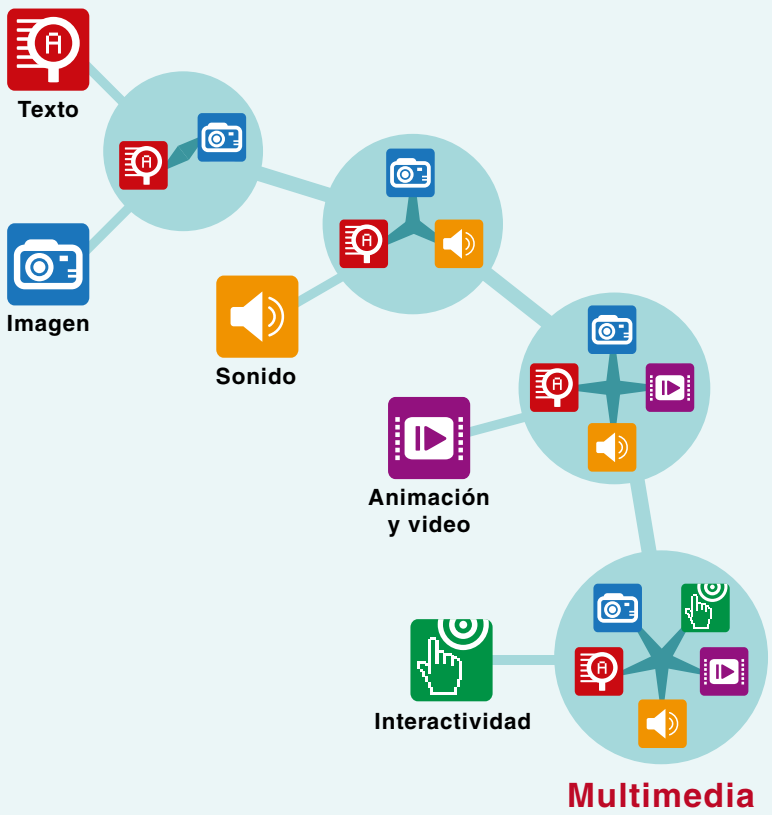 Texto
Imagen
Sonido
Animación
y video
Interactividad
Multimedia